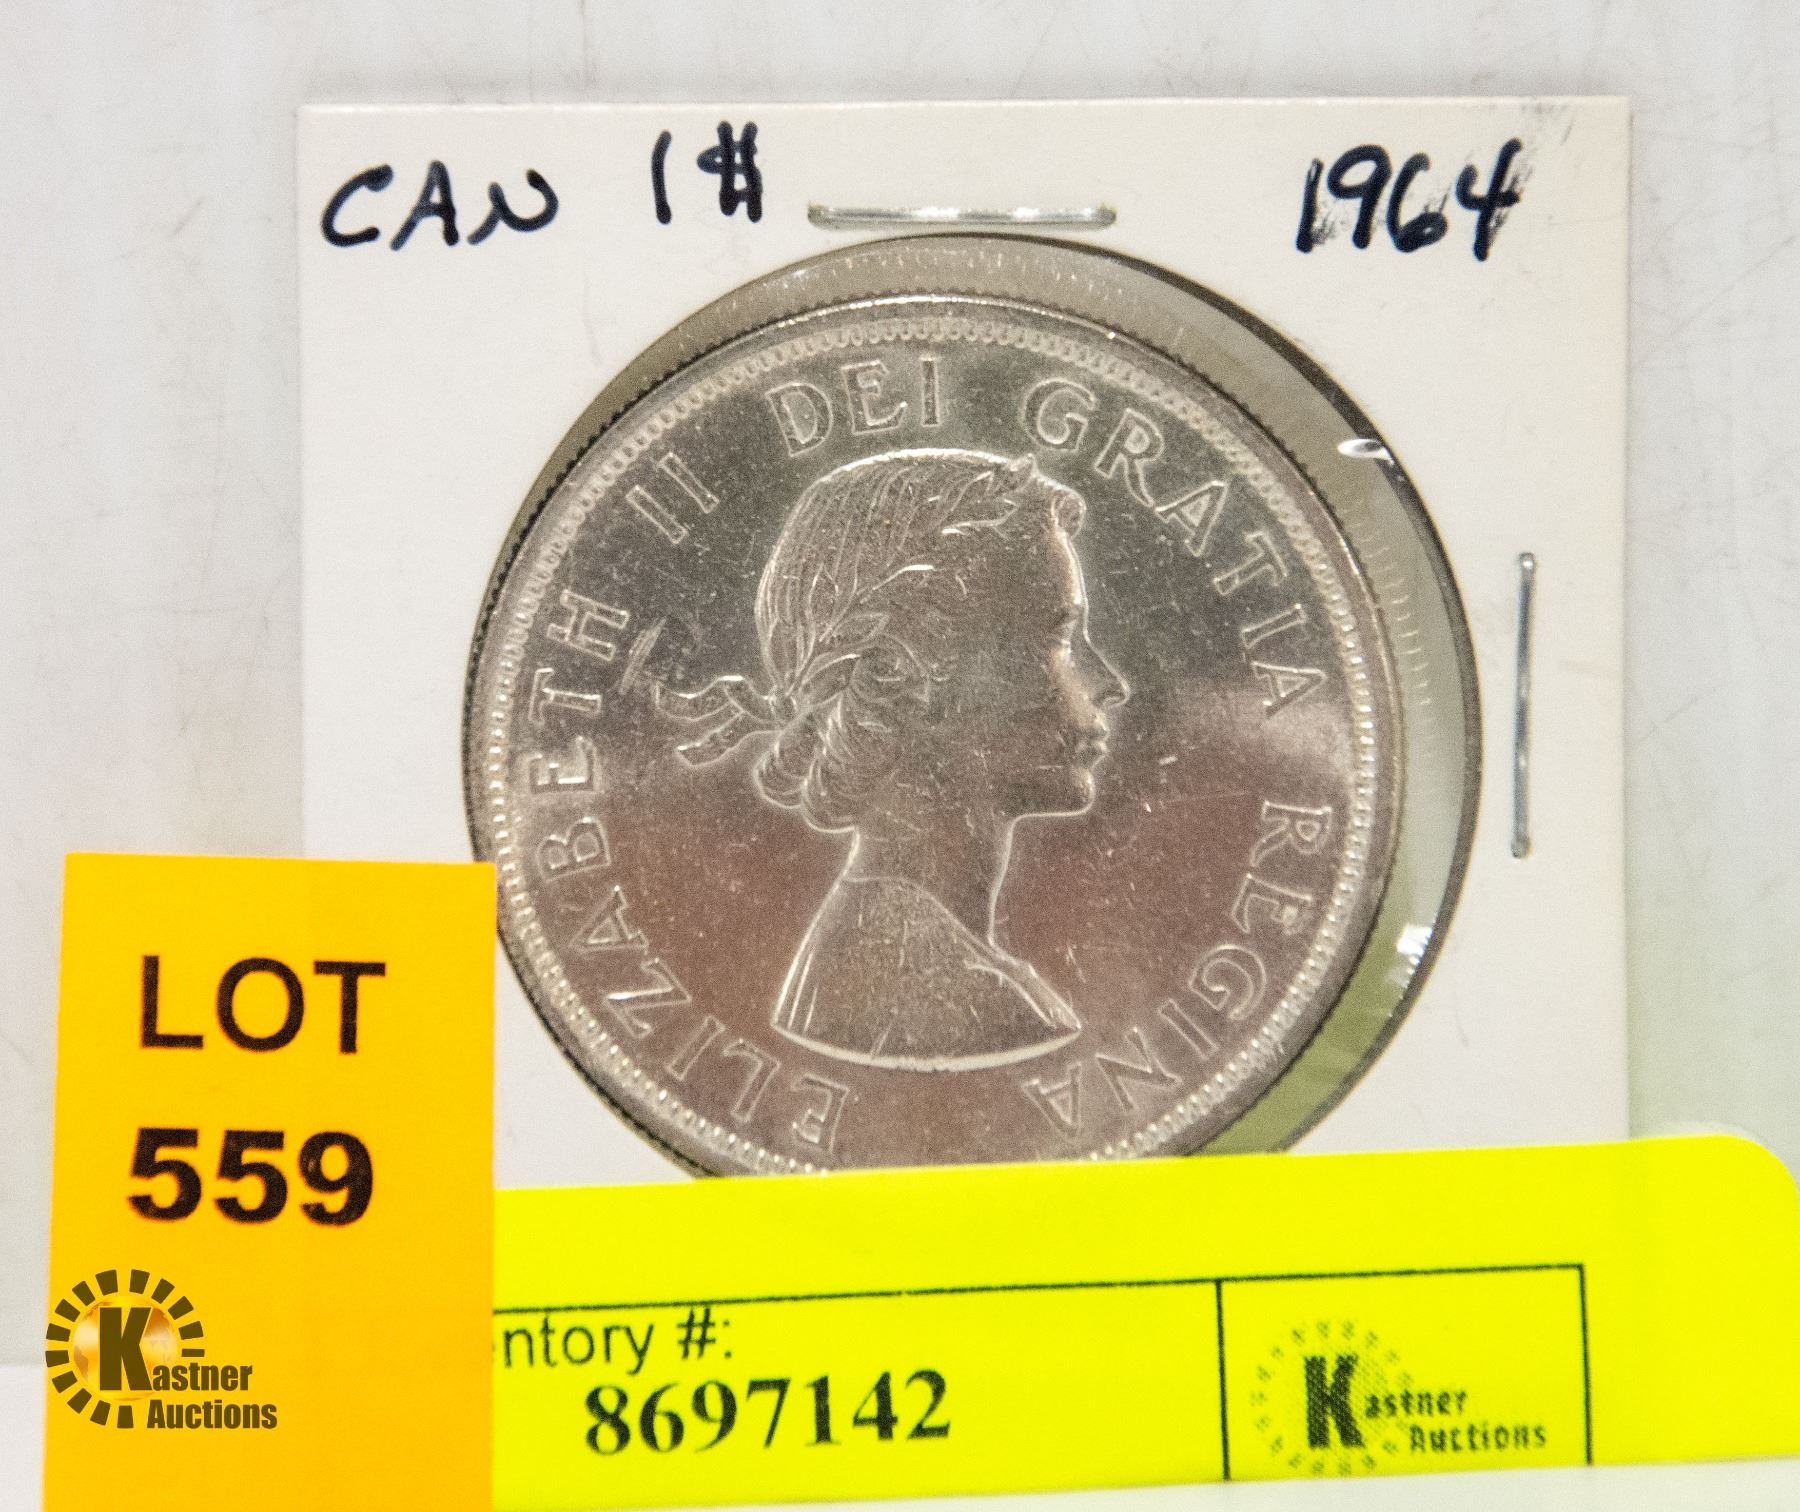 CAN 1$ 1964
ELIZABETH II DEI GRATIA REGINA
LOT
559
Kastner
Auctions
entory #:
8697142
Kastner
Auctions